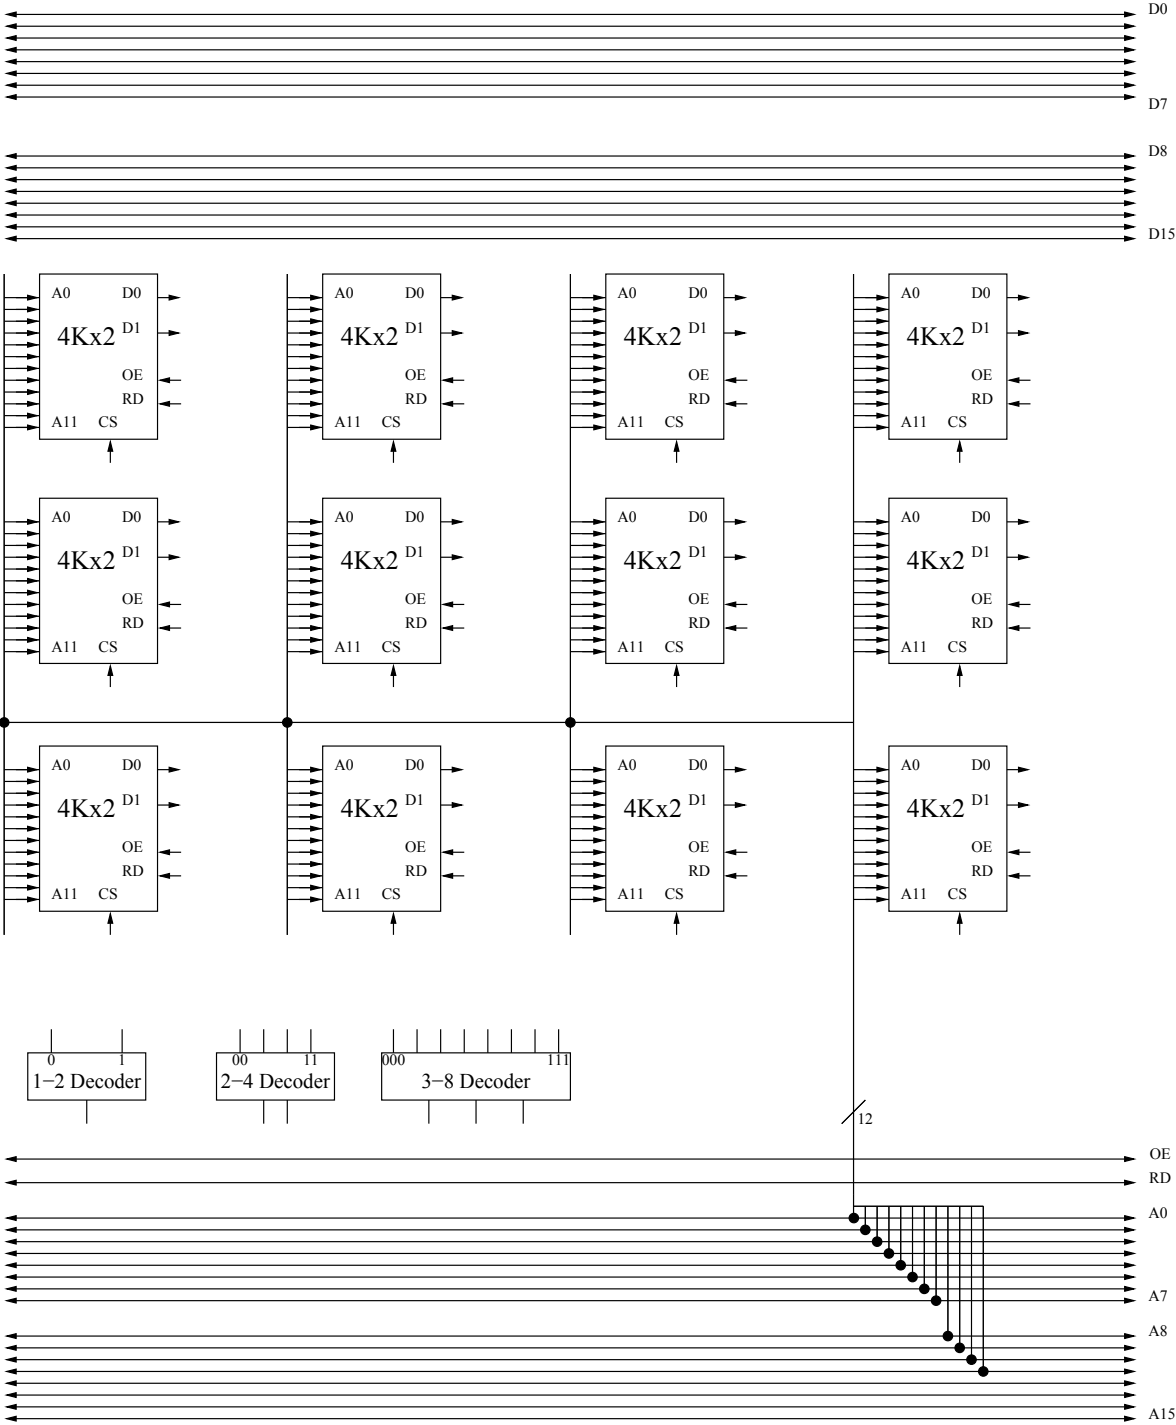 D0
D7
D8
D15
A0 D0 A0 D0 A0 D0 A0 D0
4Kx2 D1 4Kx2 D1 4Kx2 D1 4Kx2 D1
OE OE OE OE
RD RD RD RD
A11 CS A11 CS A11 CS A11 CS
A0 D0 A0 D0 A0 D0 A0 D0
4Kx2 D1 4Kx2 D1 4Kx2 D1 4Kx2 D1
OE OE OE OE
RD RD RD RD
A11 CS A11 CS A11 CS A11 CS
A0 D0 A0 D0 A0 D0 A0 D0
4Kx2 D1 4Kx2 D1 4Kx2 D1 4Kx2 D1
OE OE OE OE
RD RD RD RD
A11 CS A11 CS A11 CS A11 CS
0 1 00 11 000 111
1−2 Decoder 2−4 Decoder 3−8 Decoder
12
OE
RD
A0
A7
A8
A15